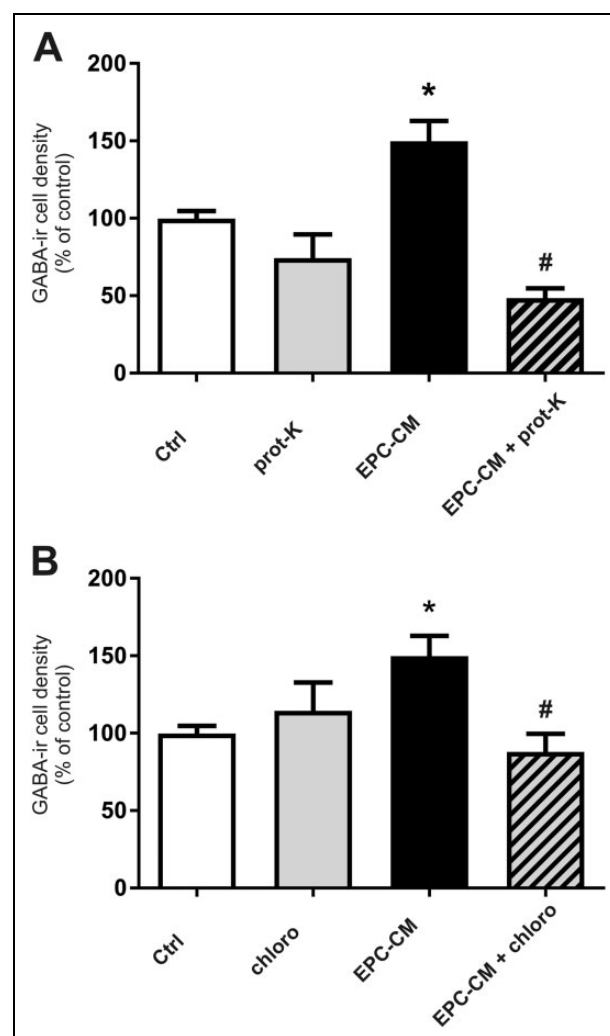 A
200
150
100
50
0
GABA-ir cell density
(% of control)
*
#
Ctrl
prot-K
EPC-CM
EPC-CM + prot-K
B
200
150
100
50
0
GABA-ir cell density
(% of control)
*
#
Ctrl
chloro
EPC-CM
EPC-CM + chloro